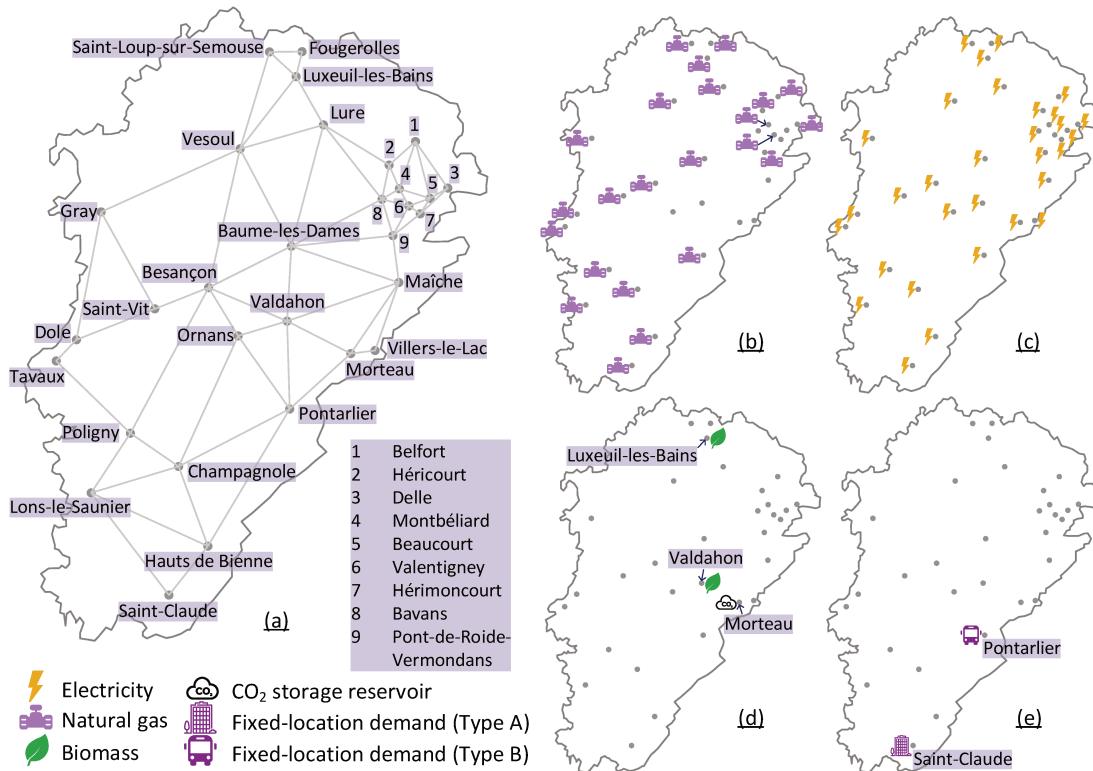 Saint-Loup-sur-Semouse
Fougerolles
Luxeuil-les-Bains
Lure
1
Vesoul
2
3
4
5
Gray
8
6
7
Baume-les-Dames
9
Besançon
Maîche
Saint-Vit
Valdahon
Dole
Ornans
Villers-le-Lac
Tavaux
Morteau
Pontarlier
Poligny
Champagnole
Lons-le-Saunier
Hauts de Bienne
Saint-Claude
(a)
1 Belfort
2 Héricourt
3 Delle
4 Montbéliard
5 Beaucourt
6 Valentigney
7 Hérimoncourt
8 Bavans
9 Pont-de-Roide-
Vermondans
(b)
(c)
Luxeuil-les-Bains
Valdahon
CO₂
Morteau
(d)
Pontarlier
Saint-Claude
(e)
Electricity
Natural gas
Biomass
CO₂
CO₂ storage reservoir
Fixed-location demand (Type A)
Fixed-location demand (Type B)